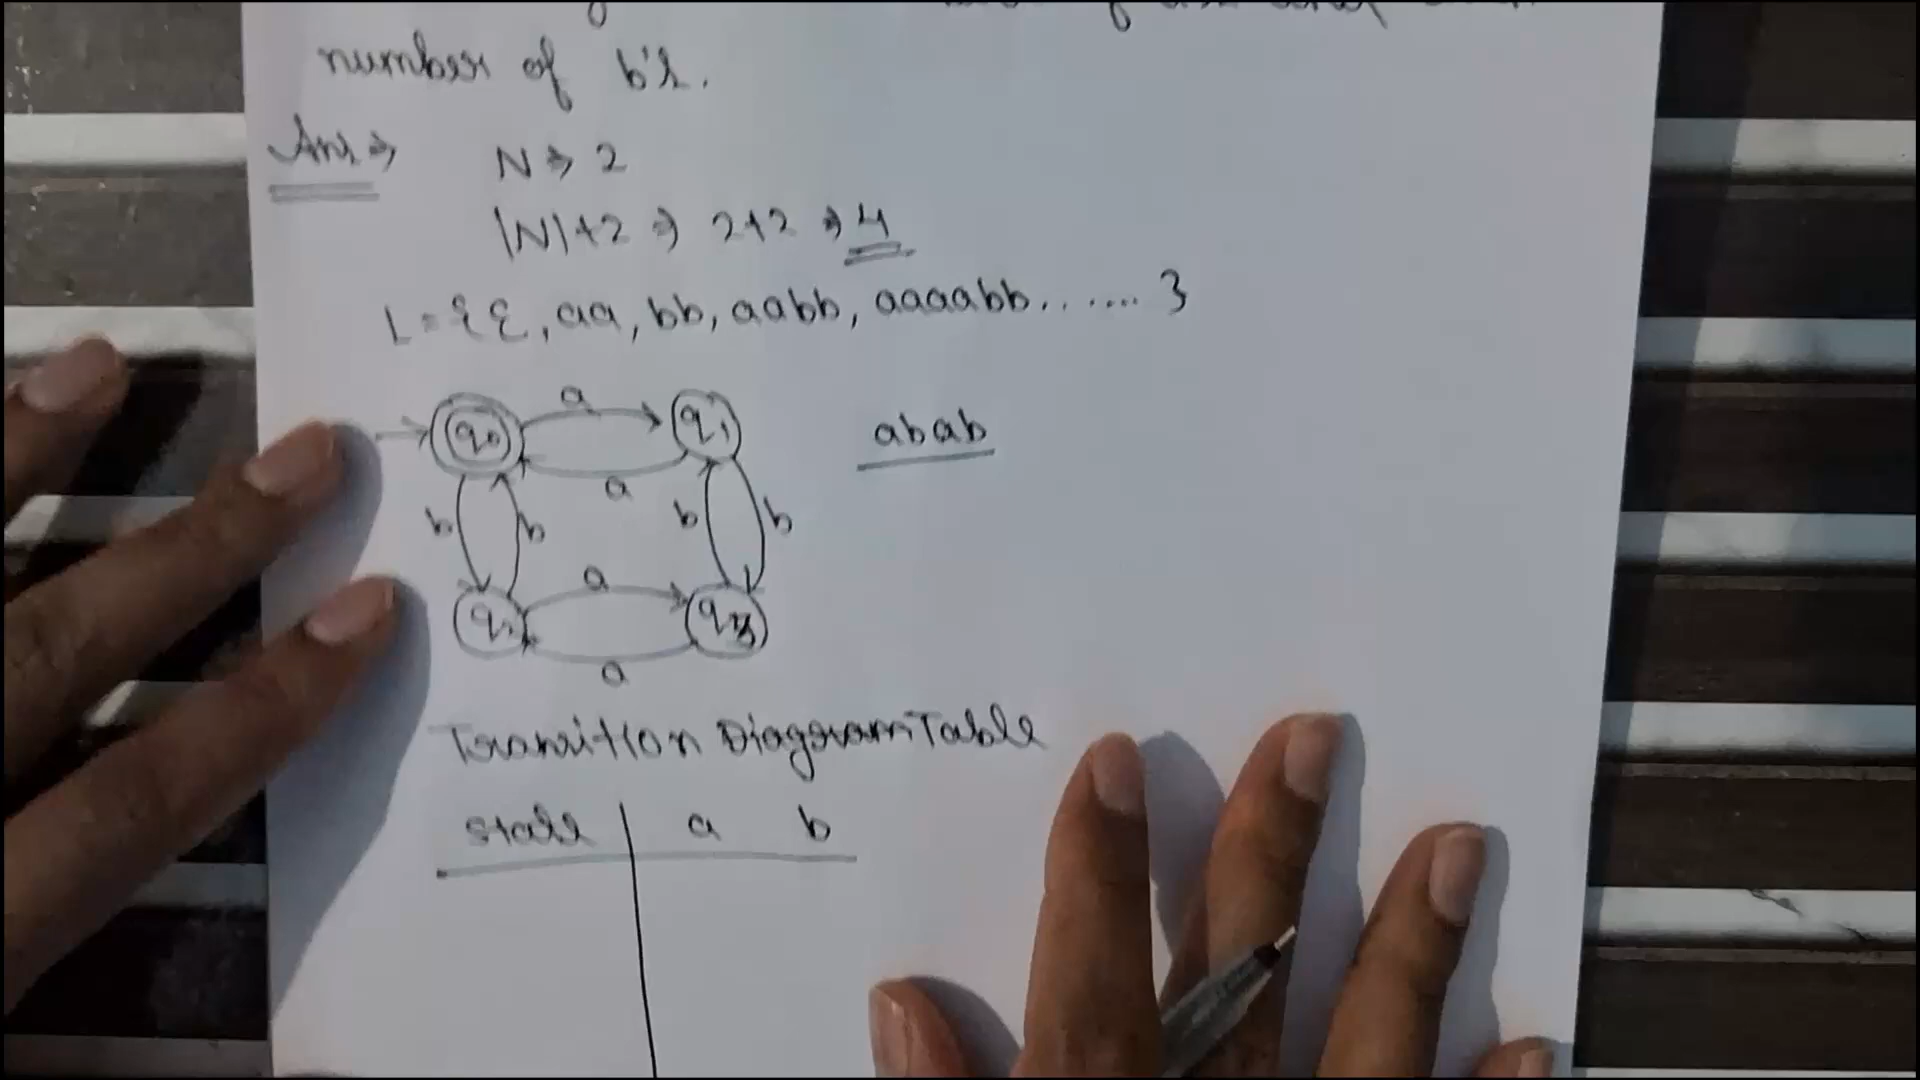 number of b's.
Ans ⇒ N ⇒ 2
|N|+2 ⇒ 2+2 ⇒ 4
L = { ε, aa, bb, aabb, aaaabb....... }
a
q0 q1 abab
a
b b b b
a
q2 q3
a
Transition Diagram Table
state a b